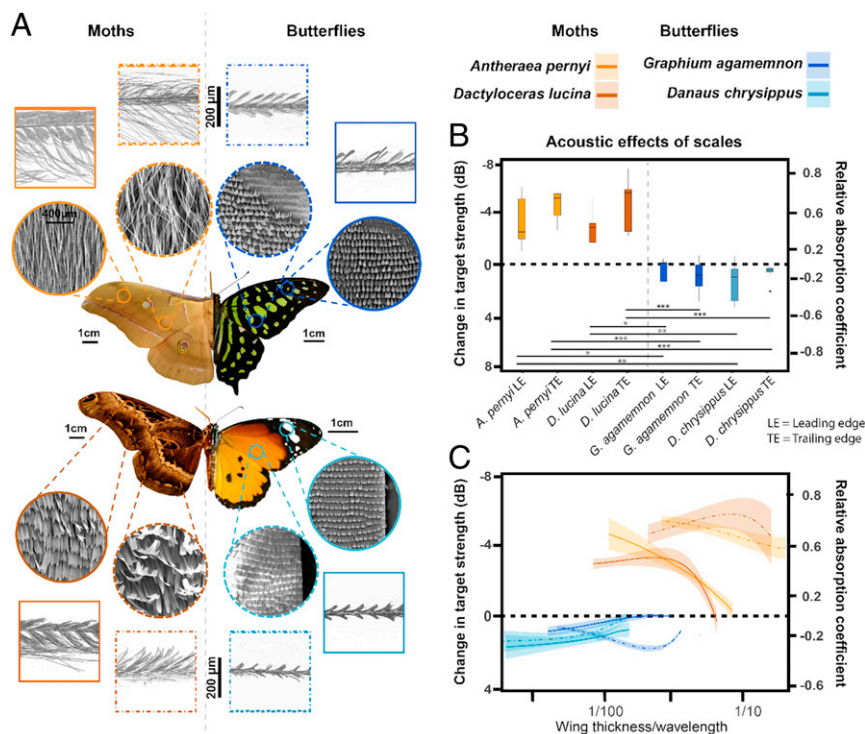 A
Moths
Butterflies
200 μm
400μm
1cm
1cm
1cm
1cm
200 μm
Moths
Butterflies
Antheraea pernyi
Graphium agamemnon
Dactyloceras lucina
Danaus chrysippus
B
Acoustic effects of scales
Change in target strength (dB)
-8
-4
0
4
8
Relative absorption coefficient
0.8
0.6
0.2
-0.2
-0.6
-0.8
***
***
*
**
***
***
*
**
A. pernyi LE
A. pernyi TE
D. lucina LE
D. lucina TE
G. agamemnon LE
G. agamemnon TE
D. chrysippus LE
D. chrysippus TE
LE = Leading edge
TE = Trailing edge
C
Change in target strength (dB)
-8
-4
0
4
Relative absorption coefficient
0.8
0.6
0.2
-0.2
-0.6
1/100
1/10
Wing thickness/wavelength